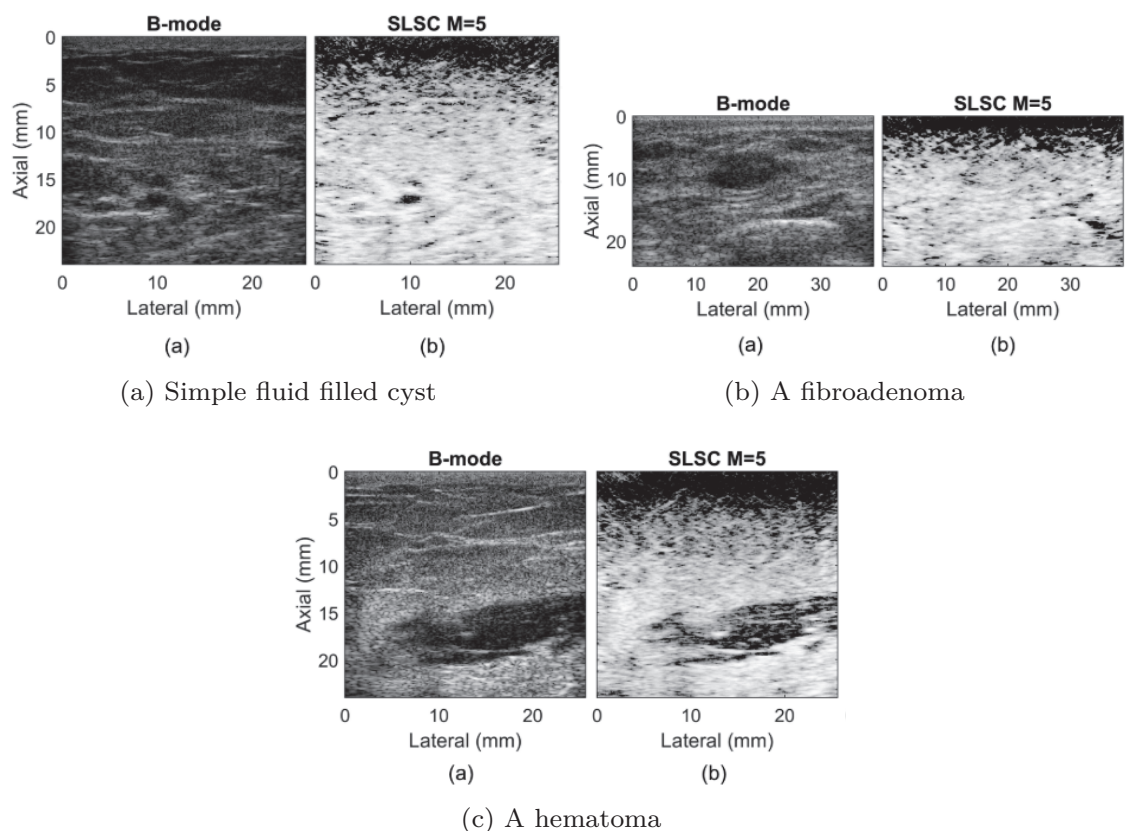 B-mode SLSC M=5
0
5
10
15
20
Axial (mm)
0 10 20 0 10 20
Lateral (mm) Lateral (mm)
(a) (b)
(a) Simple fluid filled cyst
B-mode SLSC M=5
0
10
20
Axial (mm)
0 10 20 30 0 10 20 30
Lateral (mm) Lateral (mm)
(a) (b)
(b) A fibroadenoma
B-mode SLSC M=5
0
5
10
15
20
Axial (mm)
0 10 20 0 10 20
Lateral (mm) Lateral (mm)
(a) (b)
(c) A hematoma